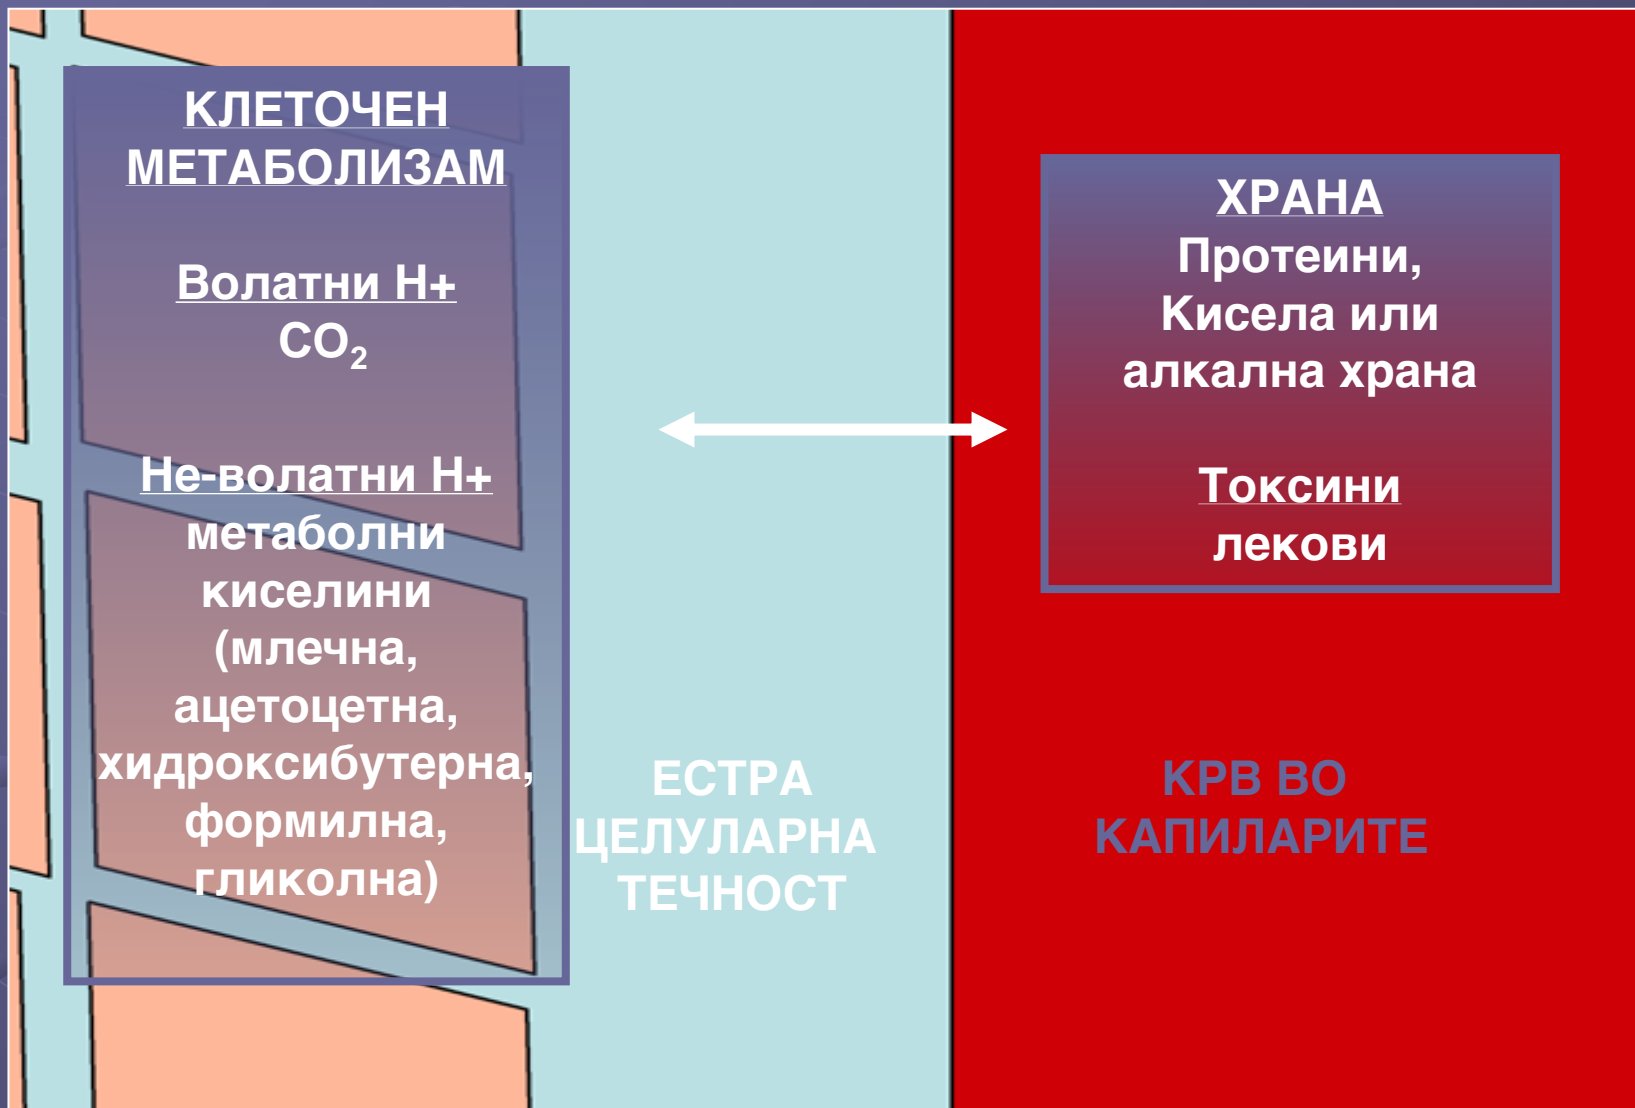 КЛЕТОЧЕН
МЕТАБОЛИЗАМ
Волатни Н+
CO₂
Не-волатни Н+
метаболни
киселини
(млечна,
ацетоцетна,
хидроксибутерна,
формилна,
гликолна)
ЕСТРА
ЦЕЛУЛАРНА
ТЕЧНОСТ
ХРАНА
Протеини,
Кисела или
алкална храна
Токсини
лекови
КРВ ВО
КАПИЛАРИТЕ